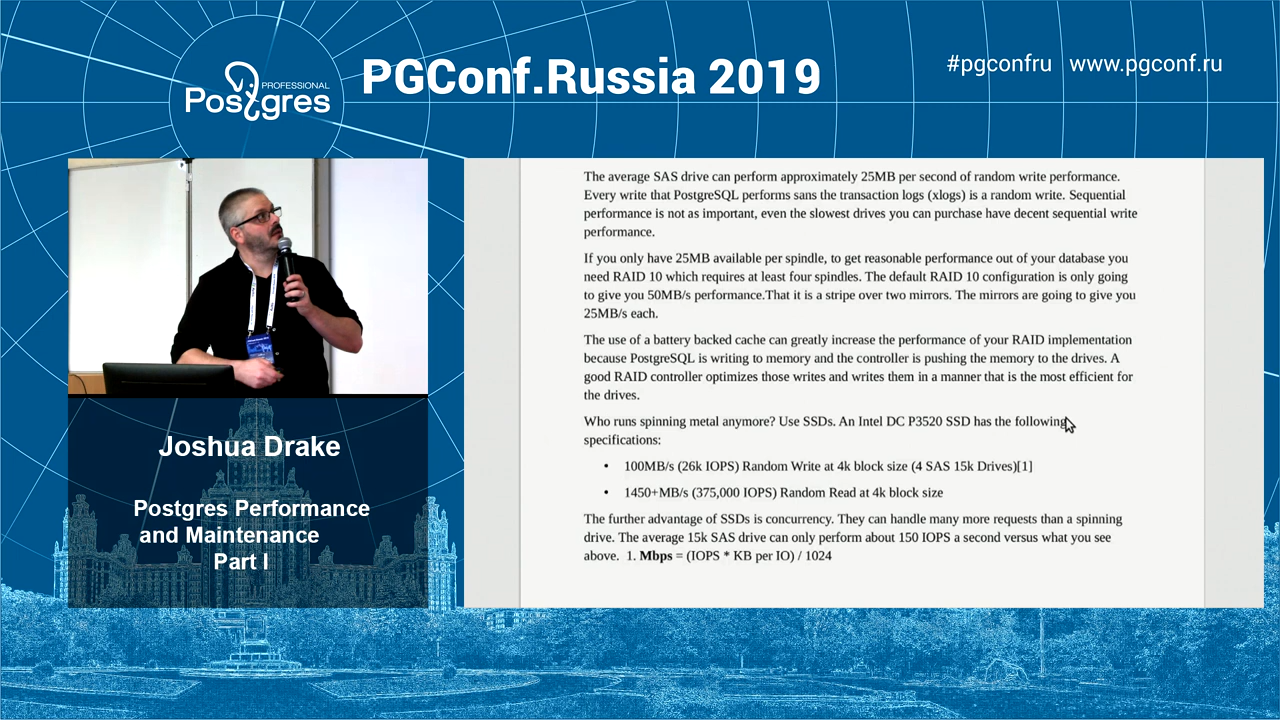 PROFESSIONAL
Postgres
PGConf.Russia 2019
#pgconfru www.pgconf.ru
The average SAS drive can perform approximately 25MB per second of random write performance.
Every write that PostgreSQL performs sans the transaction logs (xlogs) is a random write. Sequential
performance is not as important, even the slowest drives you can purchase have decent sequential write
performance.
If you only have 25MB available per spindle, to get reasonable performance out of your database you
need RAID 10 which requires at least four spindles. The default RAID 10 configuration is only going
to give you 50MB/s performance.That it is a stripe over two mirrors. The mirrors are going to give you
25MB/s each.
The use of a battery backed cache can greatly increase the performance of your RAID implementation
because PostgreSQL is writing to memory and the controller is pushing the memory to the drives. A
good RAID controller optimizes those writes and writes them in a manner that is the most efficient for
the drives.
Who runs spinning metal anymore? Use SSDs. An Intel DC P3520 SSD has the following
specifications:
• 100MB/s (26k IOPS) Random Write at 4k block size (4 SAS 15k Drives)[1]
• 1450+MB/s (375,000 IOPS) Random Read at 4k block size
The further advantage of SSDs is concurrency. They can handle many more requests than a spinning
drive. The average 15k SAS drive can only perform about 150 IOPS a second versus what you see
above. 1. Mbps = (IOPS * KB per IO) / 1024
Joshua Drake
Postgres Performance
and Maintenance
Part I